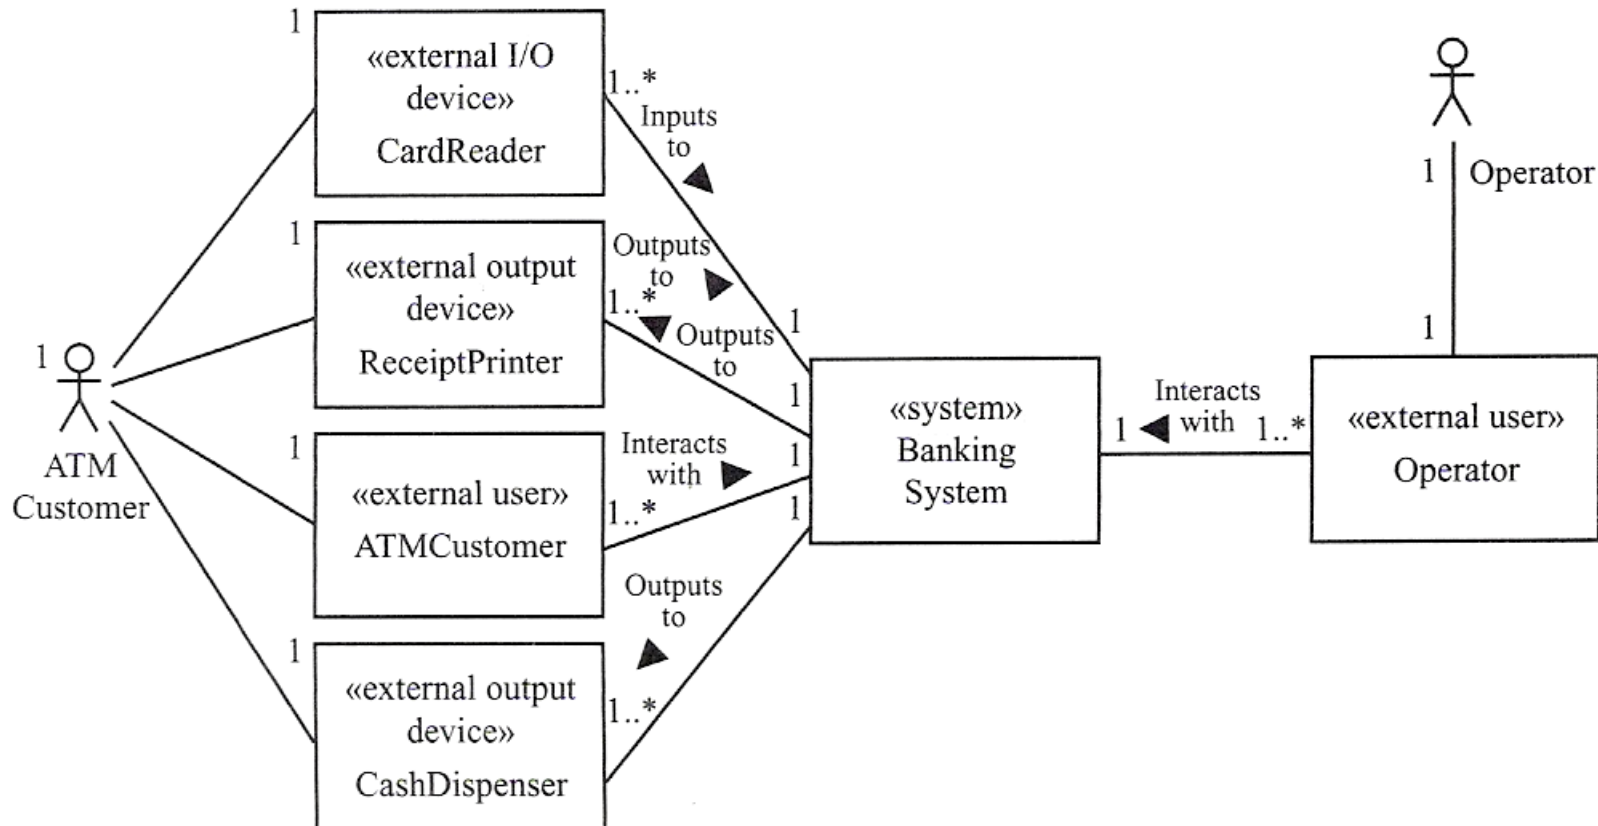 1
«external I/O
device»
CardReader
1..*
Inputs
to
1
«external output
device»
ReceiptPrinter
Outputs
to
1..*
Outputs
to
1
1
1
ATM
Customer
1
«external user»
ATMCustomer
Interacts
with
1..*
1
1
1
«external output
device»
CashDispenser
Outputs
to
1..*
«system»
Banking
System
1
Interacts
with
1..*
1
Operator
1
«external user»
Operator